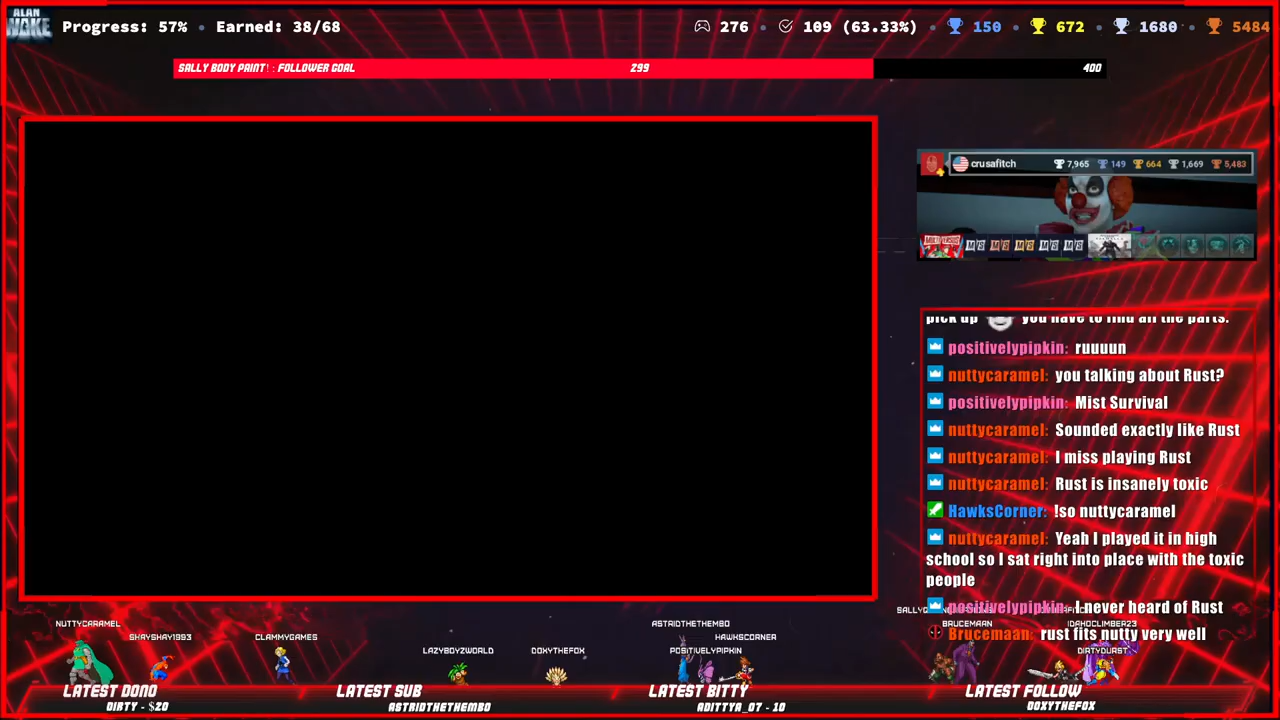 ALAN WAKE
Progress: 57% • Earned: 38/68
276 • 109 (63.33%) • 150 • 672 • 1680 • 5484
SALLY BODY PAINT! : FOLLOWER GOAL 299 400
crusafitch 7,965 149 664 1,669 5,483
pick up you have to find all the parts.
positivelypipkin: ruuuun
nuttycaramel: you talking about Rust?
positivelypipkin: Mist Survival
nuttycaramel: Sounded exactly like Rust
nuttycaramel: I miss playing Rust
nuttycaramel: Rust is insanely toxic
HawksCorner: !so nuttycaramel
nuttycaramel: Yeah I played it in high
school so I sat right into place with the toxic
people
positivelypipkin: I never heard of Rust
Brucemaan: rust fits nutty very well
NUTTYCARAMEL
SHAYSHAY1993
CLAMMYGAMES
LAZYBOYZWORLD
DOXYTHEFOX
ASTRIDTHETHEMBO
HAWKSCORNER
POSITIVELYPIPKIN
BRUCEMAAN
IDAHOCLIMBER23
DIRTYDURST
LATEST DONO
DIRTY - $20
LATEST SUB
ASTRIDTHETHEMBO
LATEST BITTY
ADITTYA_07 - 10
LATEST FOLLOW
DOXYTHEFOX